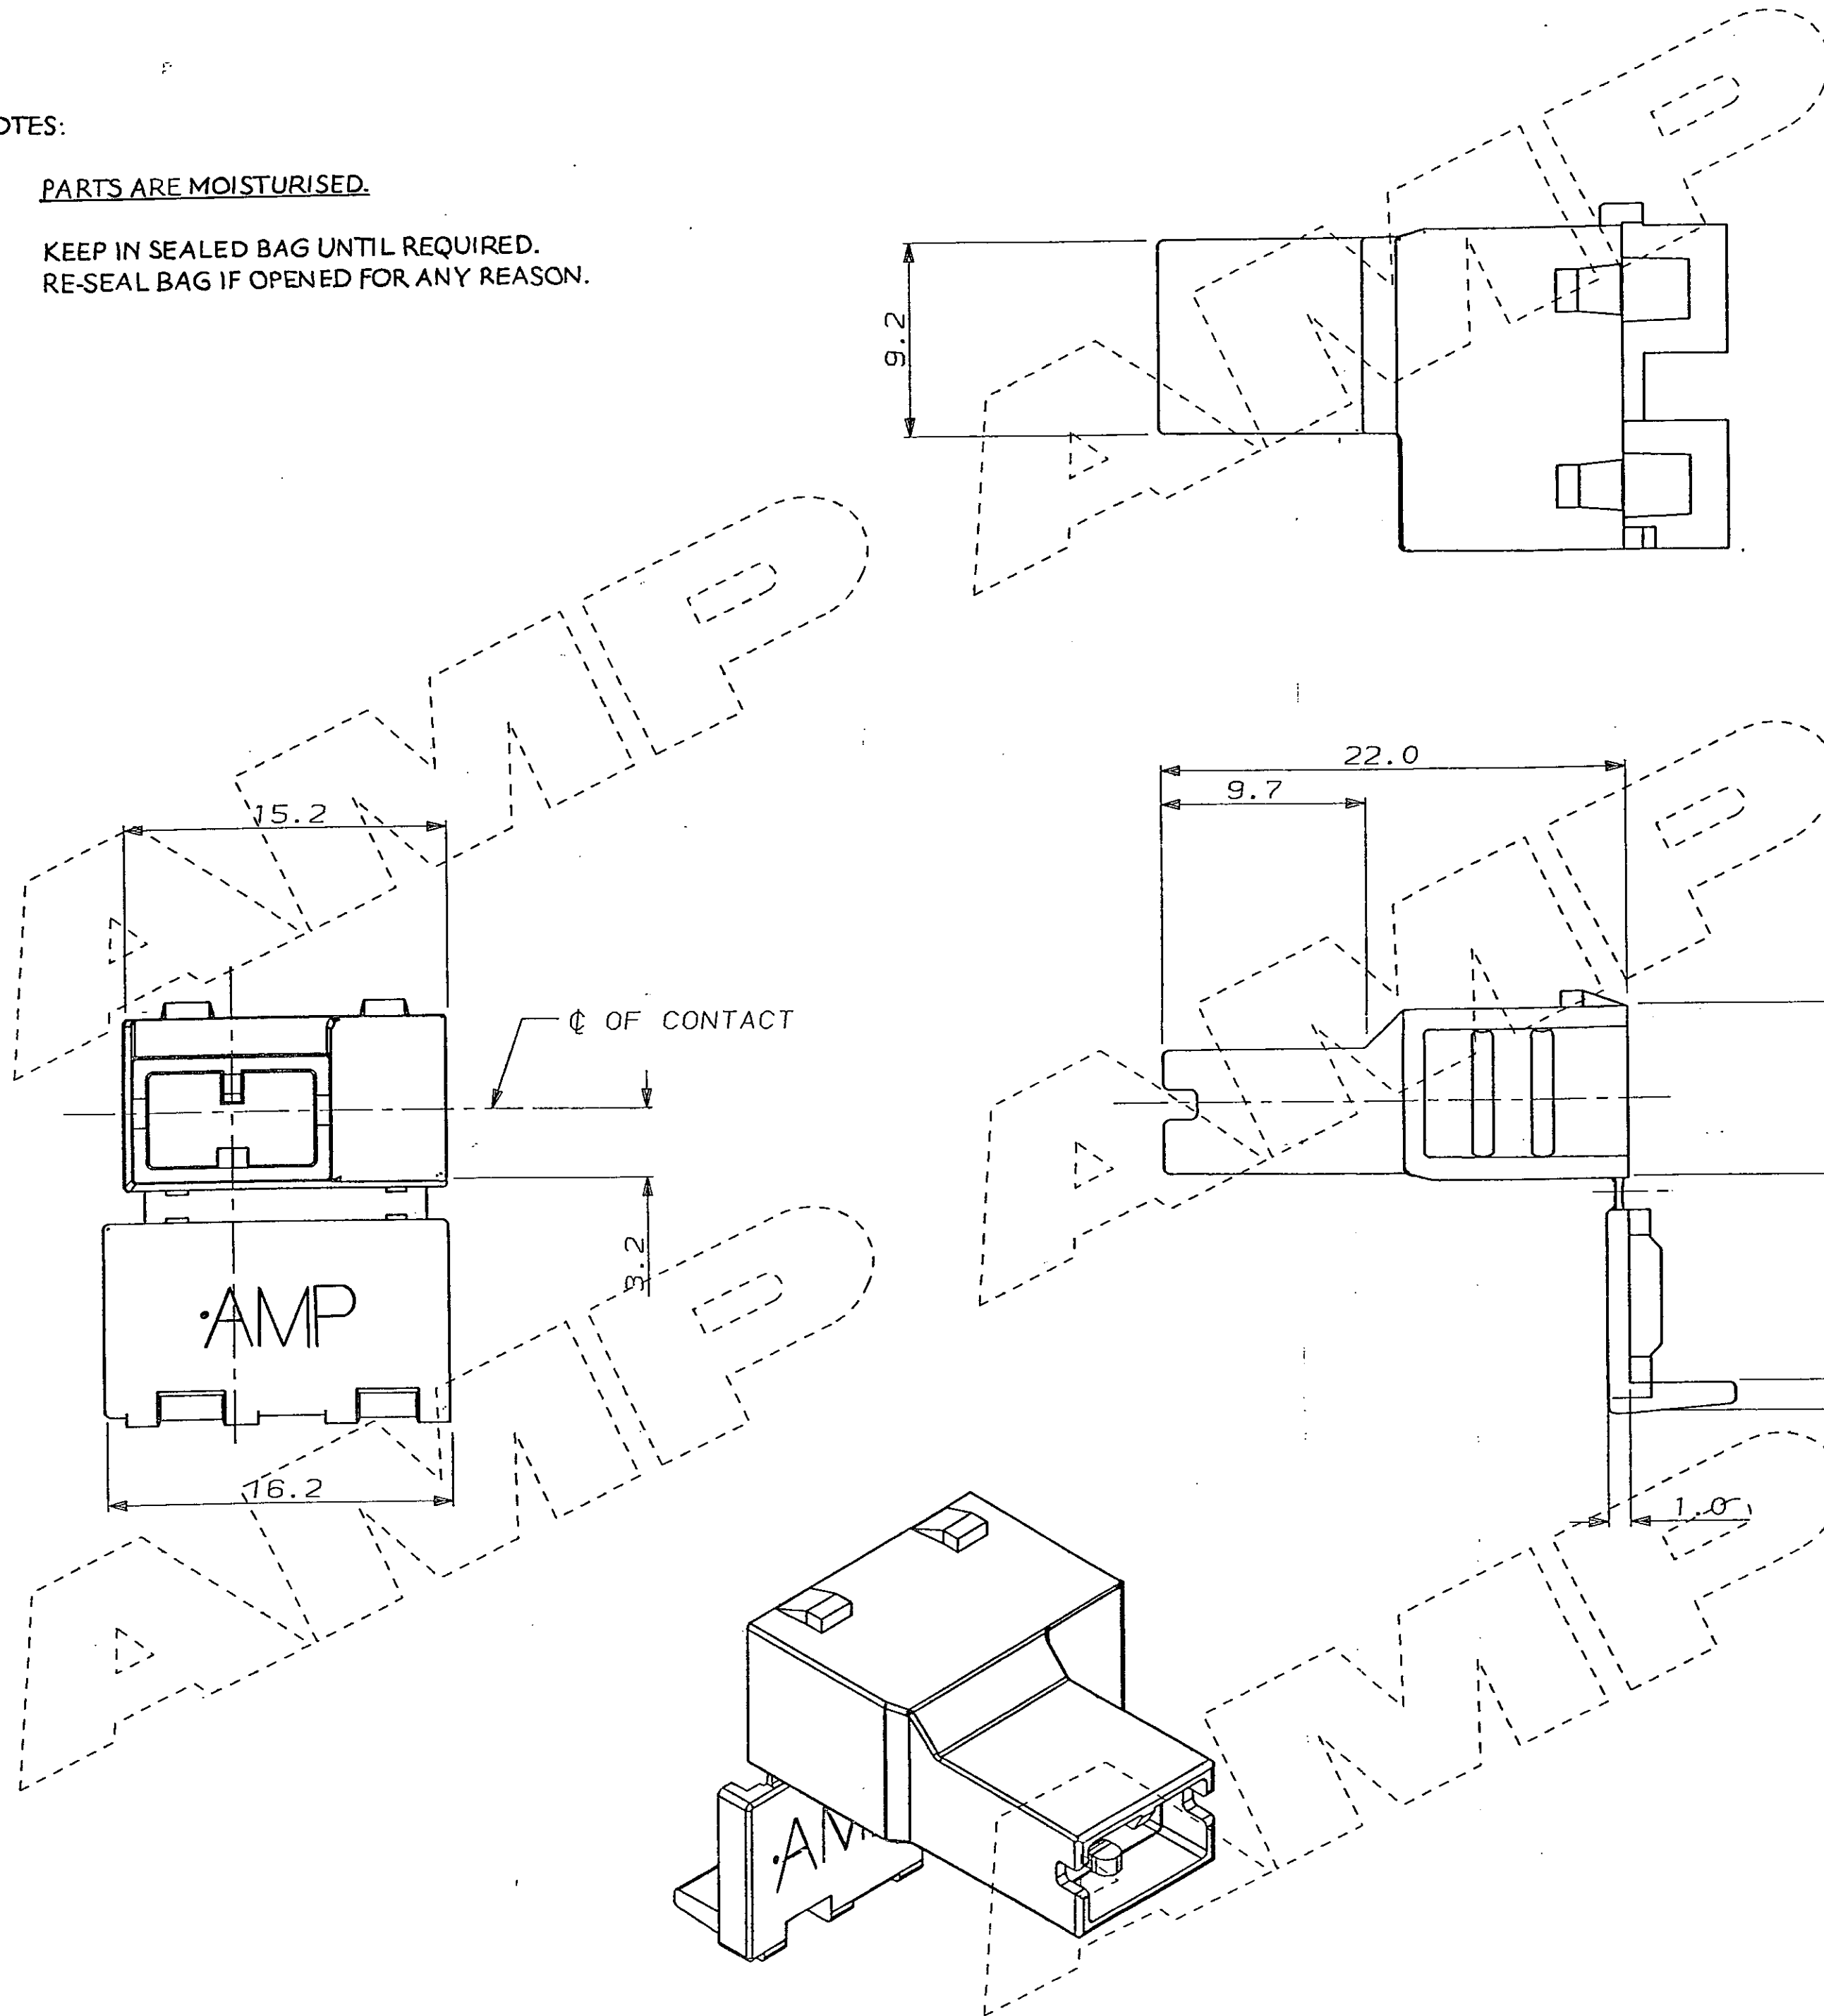 OTES:
PARTS ARE MOISTURISED.
KEEP IN SEALED BAG UNTIL REQUIRED.
RE-SEAL BAG IF OPENED FOR ANY REASON.
9.2
AMP
AMP
22.0
9.7
15.2
AMP
℄ OF CONTACT
3.2
·AMP
AMP
16.2
1.0
·AM
AMP